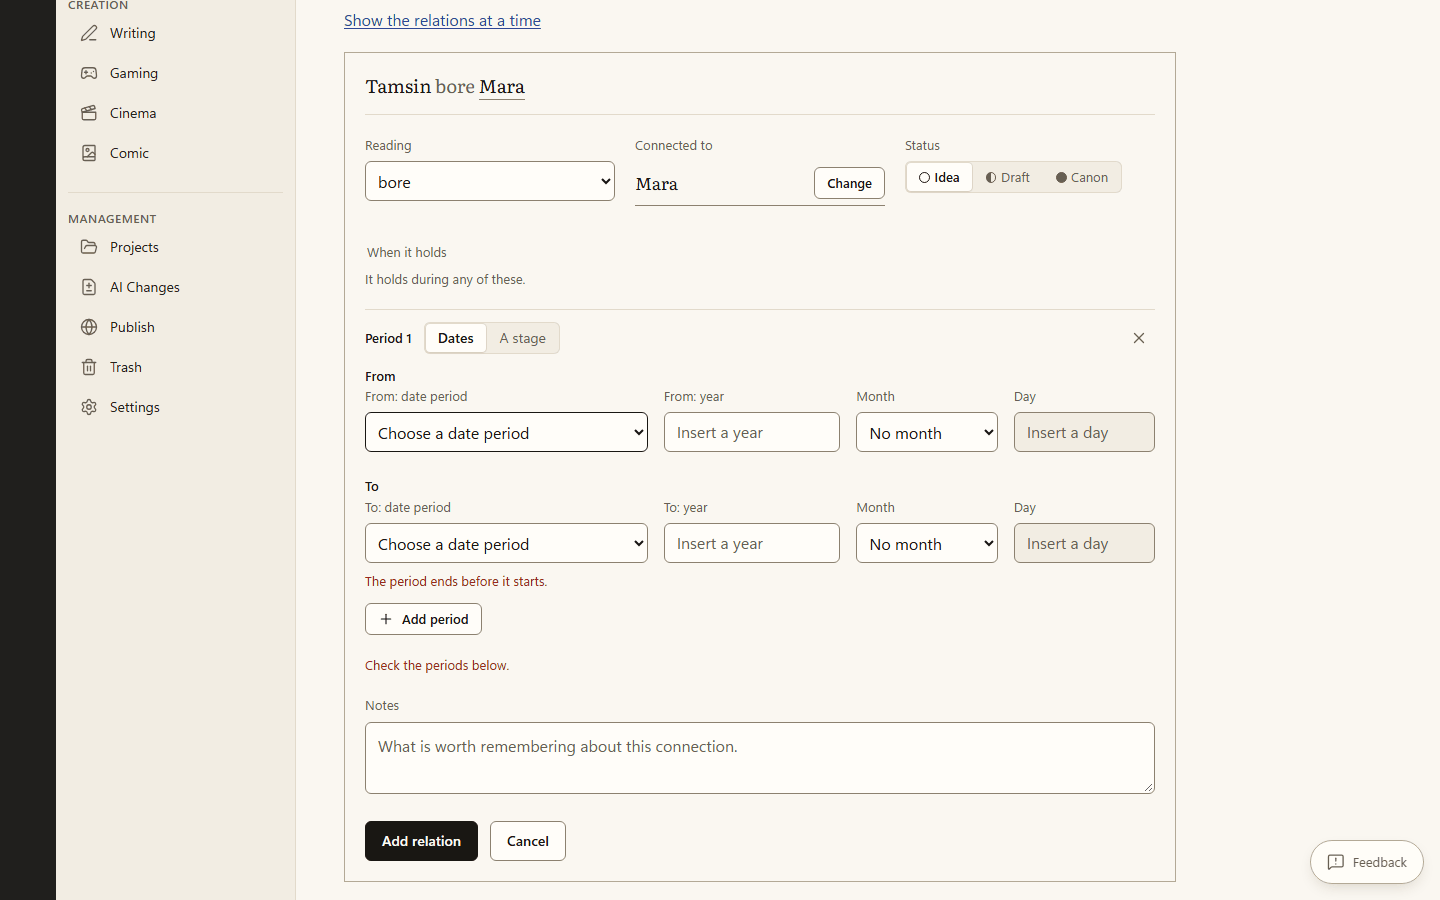 CREATION
Writing
Gaming
Cinema
Comic
MANAGEMENT
Projects
AI Changes
Publish
Trash
Settings
Show the relations at a time
Tamsin bore Mara
Reading
Connected to
Status
bore
Mara
Change
Idea
Draft
Canon
When it holds
It holds during any of these.
Period 1
Dates
A stage
From
From: date period
From: year
Month
Day
Choose a date period
Insert a year
No month
Insert a day
To
To: date period
To: year
Month
Day
Choose a date period
Insert a year
No month
Insert a day
The period ends before it starts.
Add period
Check the periods below.
Notes
What is worth remembering about this connection.
Add relation
Cancel
Feedback